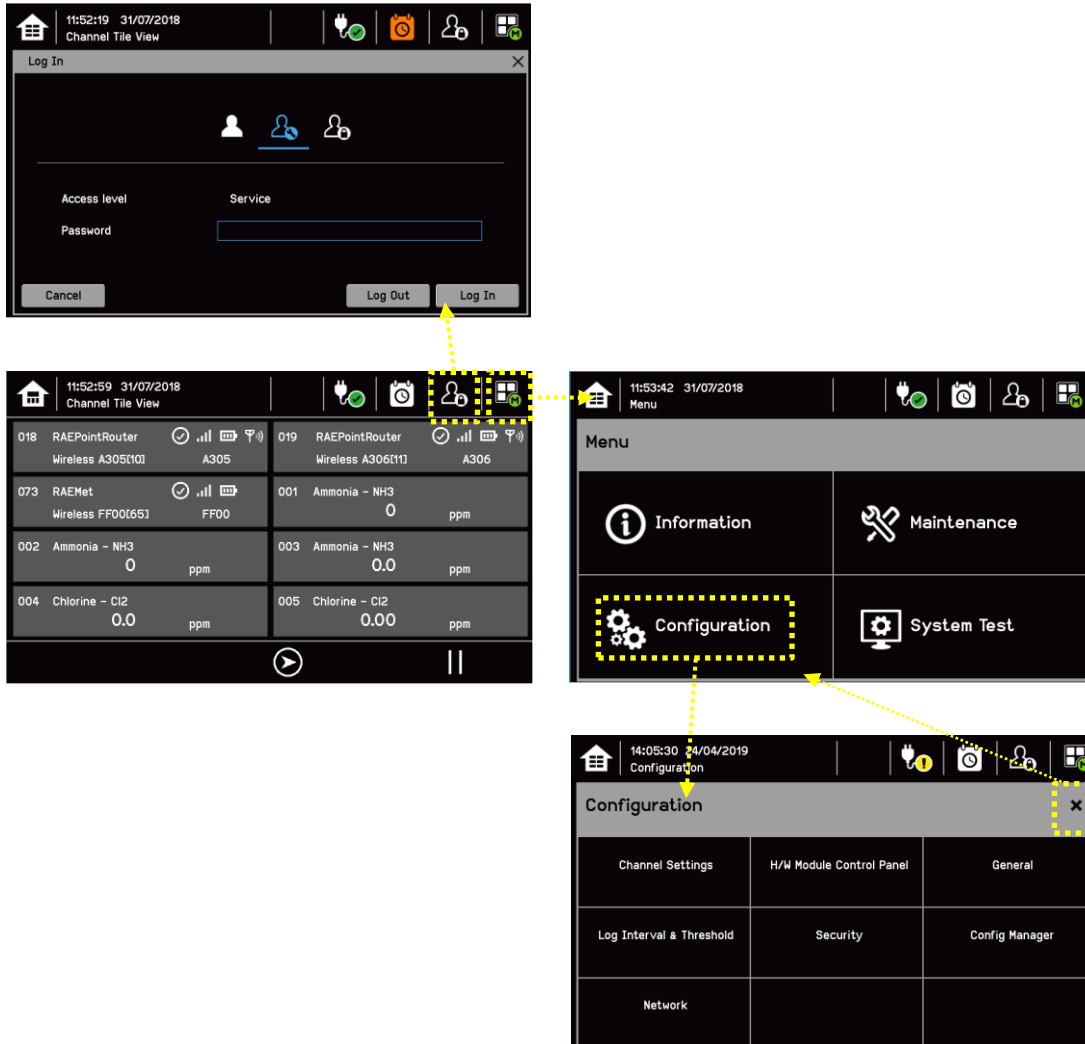 11:52:19 31/07/2018
Channel Tile View
M
Log In
Access level Service
Password
Cancel Log Out Log In
11:52:59 31/07/2018
Channel Tile View
M
018 RAEPointRouter
Wireless A305[10] A305
019 RAEPointRouter
Wireless A306[11] A306
073 RAEMet
Wireless FF00[65] FF00
001 Ammonia - NH3
0 ppm
002 Ammonia - NH3
0 ppm
003 Ammonia - NH3
0.0 ppm
004 Chlorine - Cl2
0.0 ppm
005 Chlorine - Cl2
0.00 ppm
11:53:42 31/07/2018
Menu
M
Menu
Information Maintenance
Configuration System Test
14:05:30 24/04/2019
Configuration
Configuration
Channel Settings H/W Module Control Panel General
Log Interval & Threshold Security Config Manager
Network